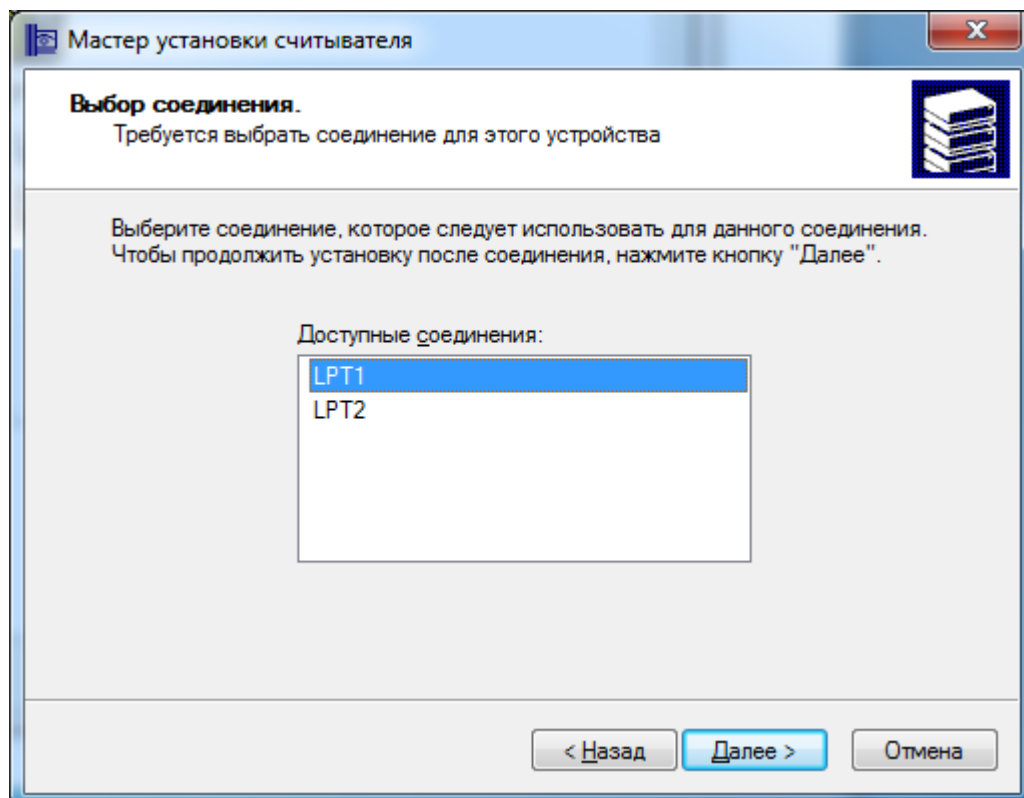 Мастер установки считывателя
Выбор соединения.
Требуется выбрать соединение для этого устройства
Выберите соединение, которое следует использовать для данного соединения.
Чтобы продолжить установку после соединения, нажмите кнопку "Далее".
Доступные соединения:
LPT1
LPT2
< Назад Далее > Отмена